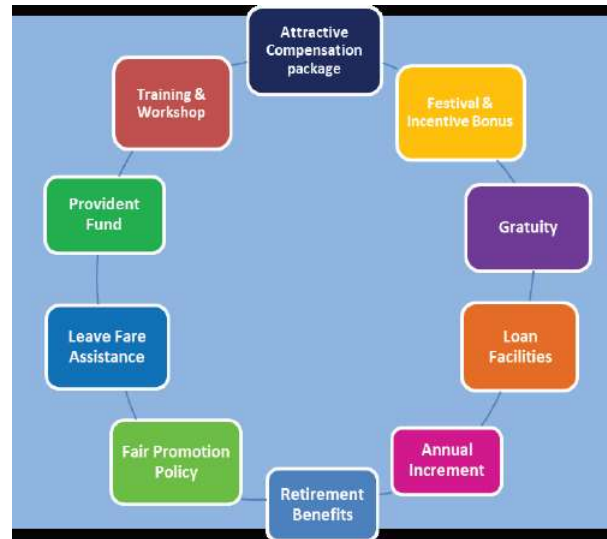 Attractive
Compensation
package
Festival &
Incentive Bonus
Gratuity
Loan
Facilities
Annual
Increment
Retirement
Benefits
Fair Promotion
Policy
Leave Fare
Assistance
Provident
Fund
Training &
Workshop